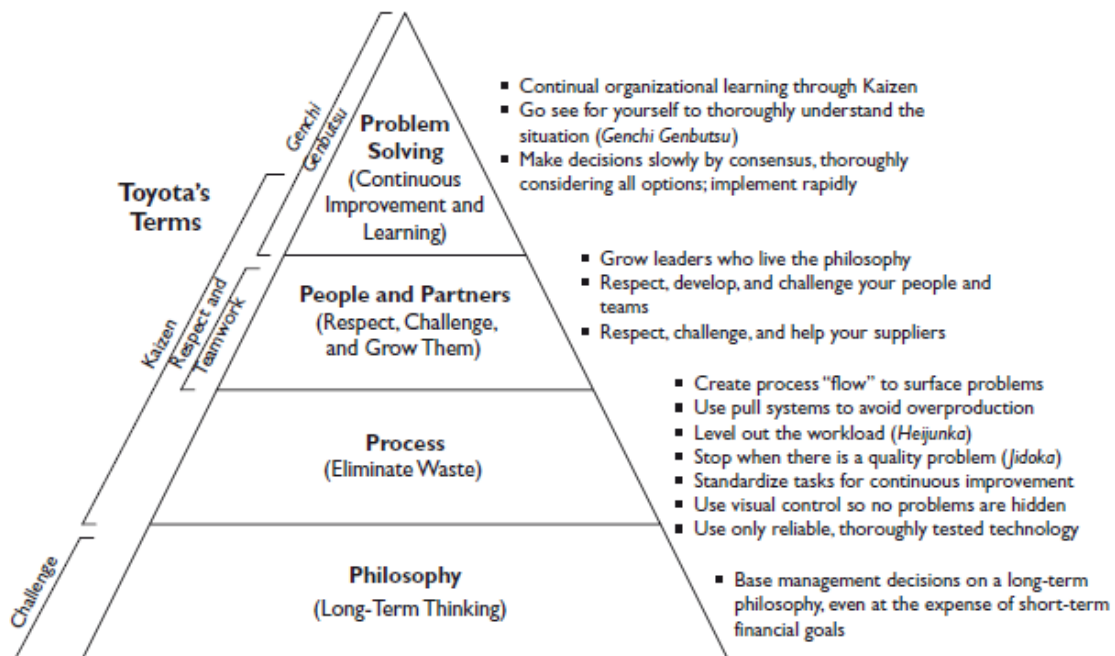 Toyota's
Terms
Genchi
Genbutsu
Kaizen
Respect and
Teamwork
Challenge
Problem
Solving
(Continuous
Improvement and
Learning)
▪ Continual organizational learning through Kaizen
▪ Go see for yourself to thoroughly understand the
situation (Genchi Genbutsu)
▪ Make decisions slowly by consensus, thoroughly
considering all options; implement rapidly
People and Partners
(Respect, Challenge,
and Grow Them)
▪ Grow leaders who live the philosophy
▪ Respect, develop, and challenge your people and
teams
▪ Respect, challenge, and help your suppliers
Process
(Eliminate Waste)
▪ Create process “flow” to surface problems
▪ Use pull systems to avoid overproduction
▪ Level out the workload (Heijunka)
▪ Stop when there is a quality problem (Jidoka)
▪ Standardize tasks for continuous improvement
▪ Use visual control so no problems are hidden
▪ Use only reliable, thoroughly tested technology
Philosophy
(Long-Term Thinking)
▪ Base management decisions on a long-term
philosophy, even at the expense of short-term
financial goals